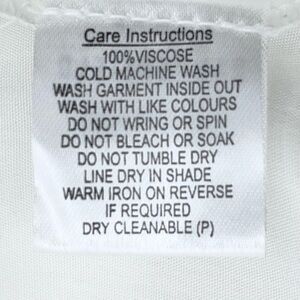 Care Instructions
100%VISCOSE
COLD MACHINE WASH
WASH GARMENT INSIDE OUT
WASH WITH LIKE COLOURS
DO NOT WRING OR SPIN
DO NOT BLEACH OR SOAK
DO NOT TUMBLE DRY
LINE DRY IN SHADE
WARM IRON ON REVERSE
IF REQUIRED
DRY CLEANABLE (P)